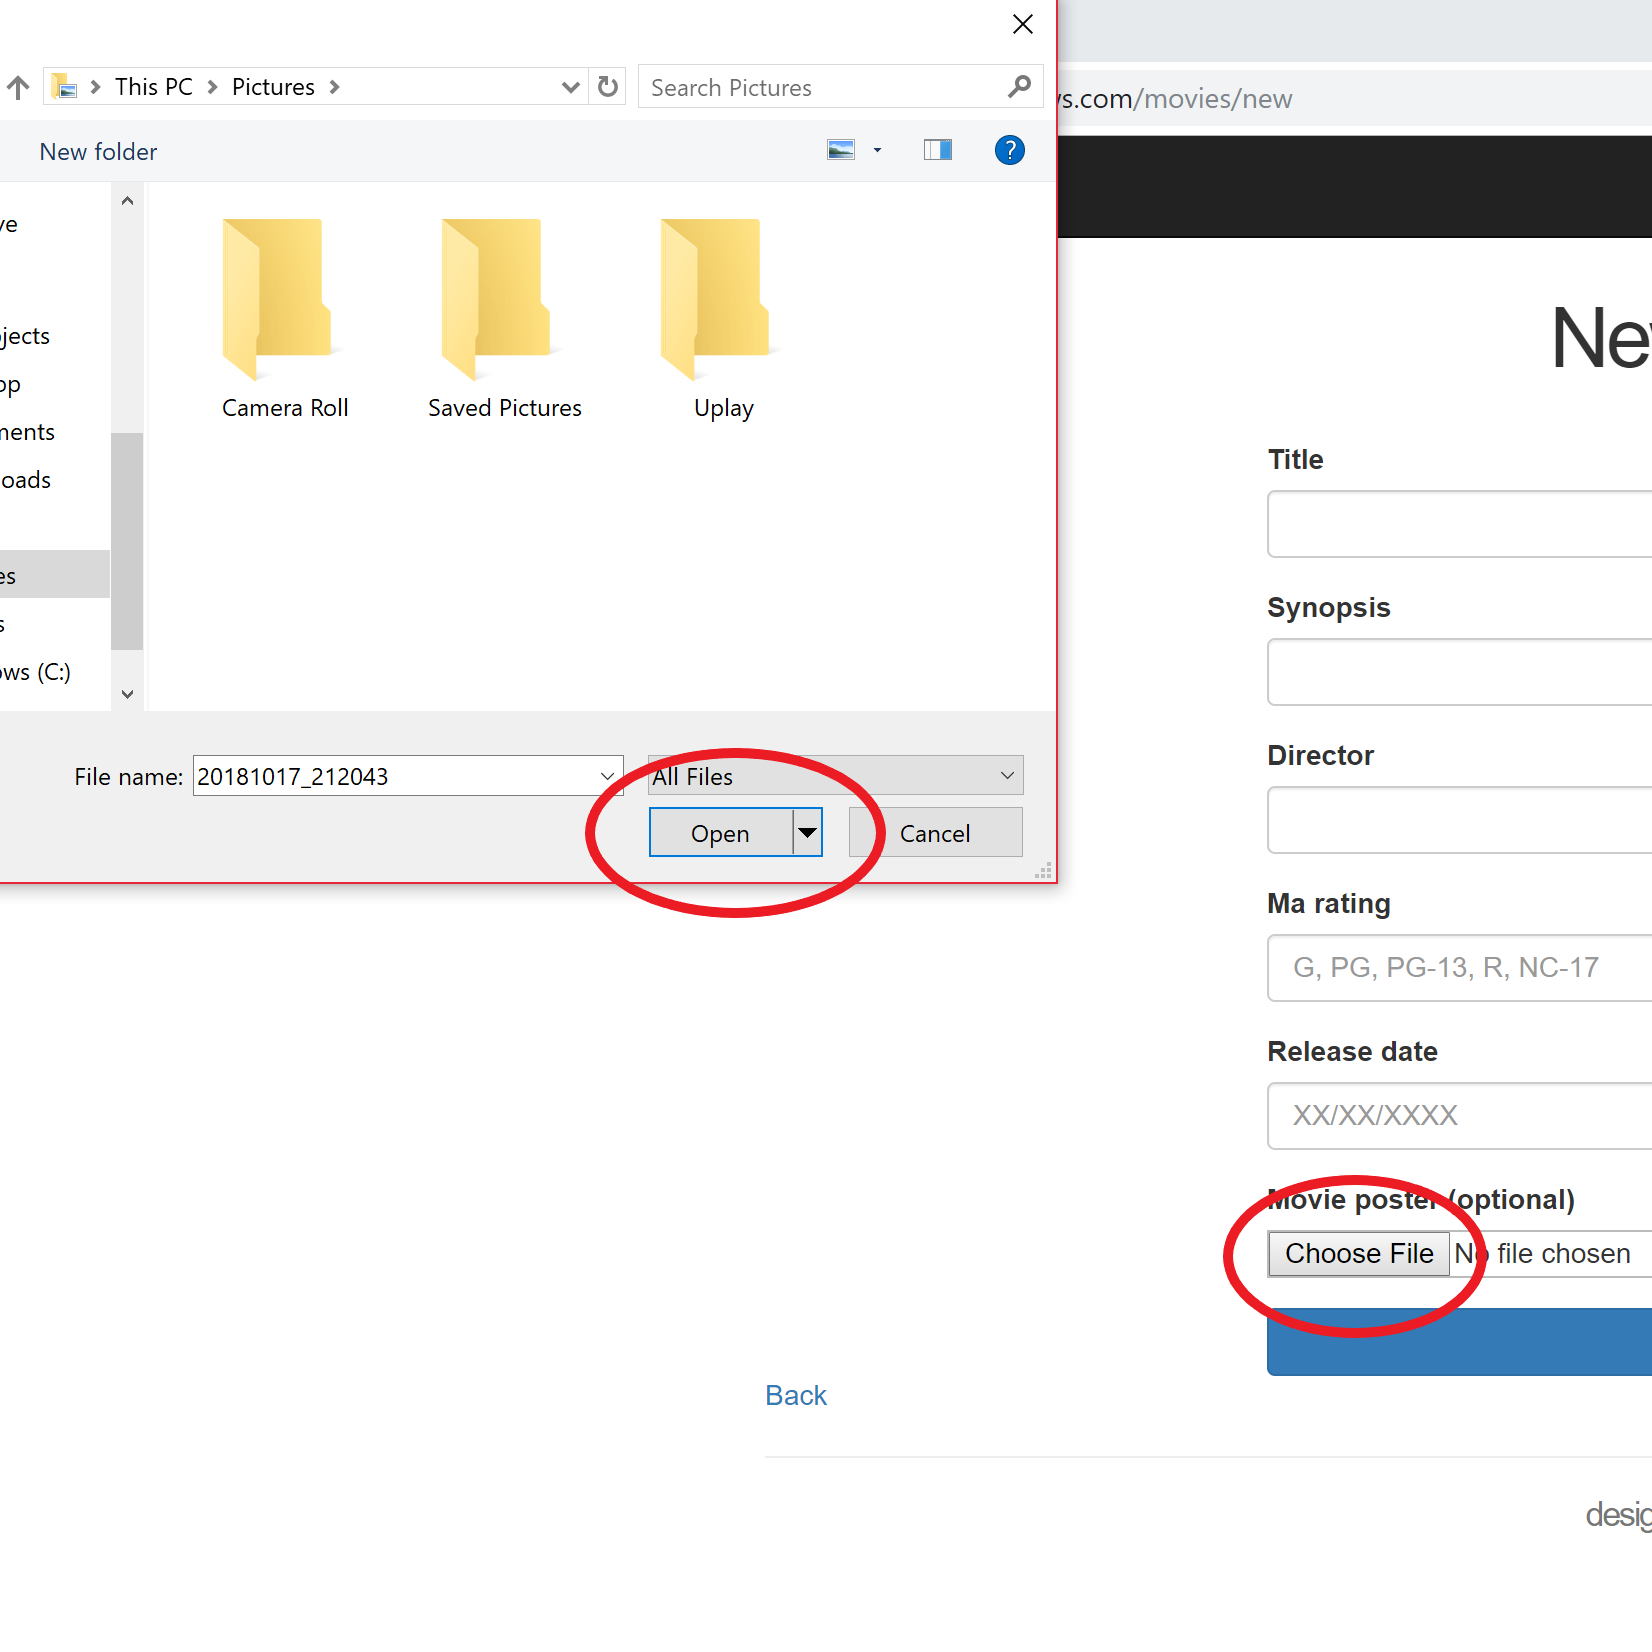 This PC > Pictures >
Search Pictures
s.com/movies/new
New folder
?
ve
jects
op
ments
oads
es
s
ows (C:)
Camera Roll
Saved Pictures
Uplay
File name: 20181017_212043
All Files
Open
Cancel
New
Title
Synopsis
Director
Ma rating
G, PG, PG-13, R, NC-17
Release date
XX/XX/XXXX
Movie poster (optional)
Choose File No file chosen
Back
desig